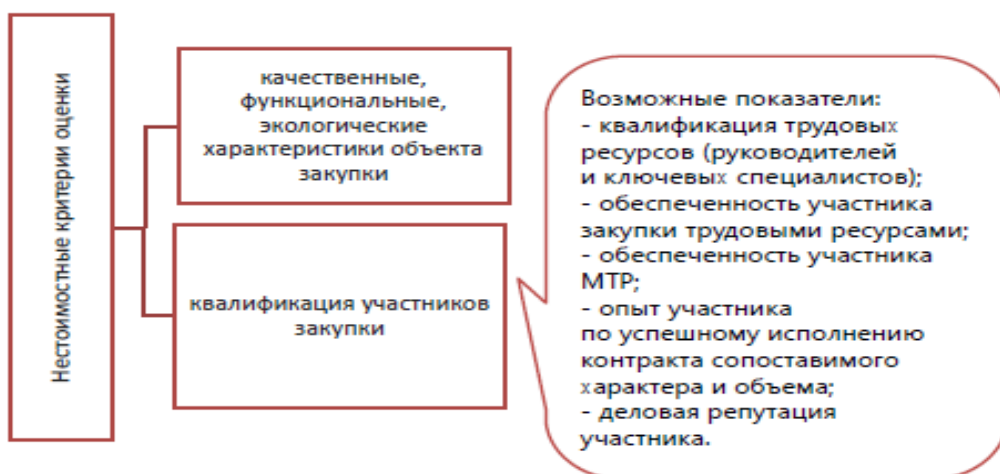 Нестоимостные критерии оценки
качественные,
функциональные,
экологические
характеристики объекта
закупки
квалификация участников
закупки
Возможные показатели:
- квалификация трудовых
ресурсов (руководителей
и ключевых специалистов);
- обеспеченность участника
закупки трудовыми ресурсами;
- обеспеченность участника
МТР;
- опыт участника
по успешному исполнению
контракта сопоставимого
характера и объема;
- деловая репутация
участника.